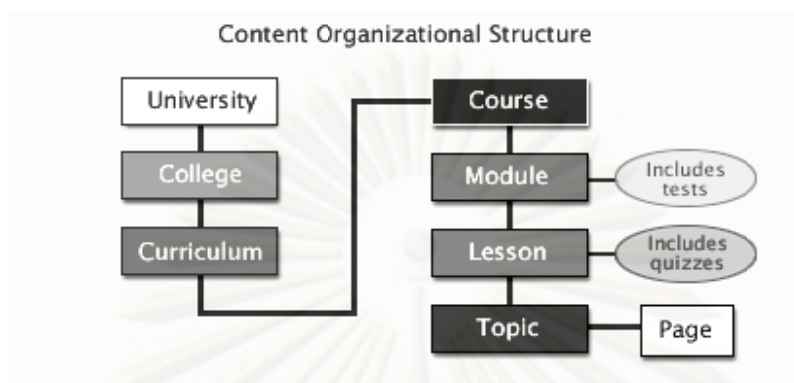 Content Organizational Structure
University
College
Curriculum
Course
Module
Includes
tests
Lesson
Includes
quizzes
Topic
Page